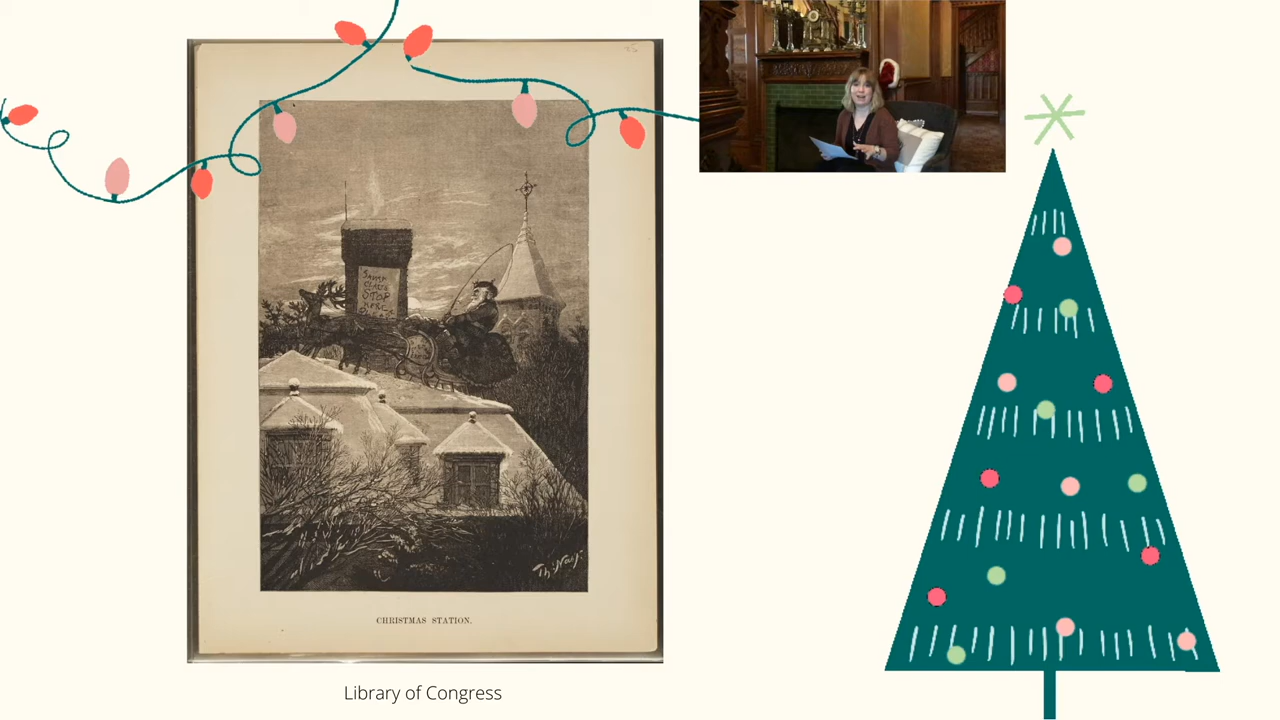 Santa
Claus
STOP
HERE
Th. Nast.
CHRISTMAS STATION.
Library of Congress